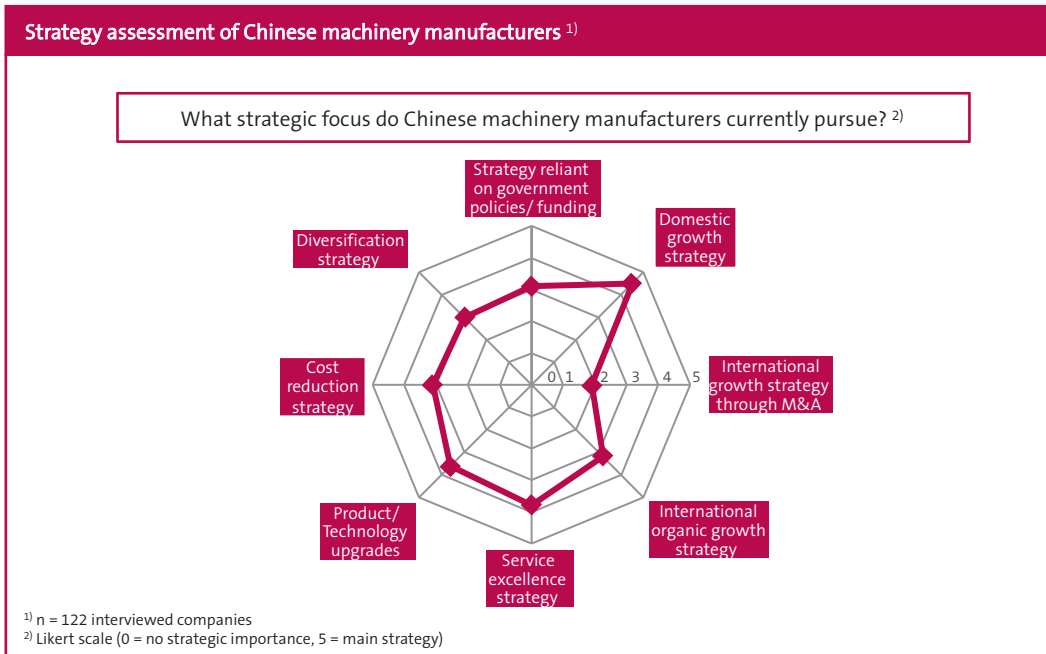 Strategy assessment of Chinese machinery manufacturers 1)
What strategic focus do Chinese machinery manufacturers currently pursue? 2)
Strategy reliant
on government
policies/ funding
Domestic
growth
strategy
Diversification
strategy
Cost
reduction
strategy
0 1 2 3 4 5
International
growth strategy
through M&A
Product/
Technology
upgrades
Service
excellence
strategy
International
organic growth
strategy
1) n = 122 interviewed companies
2) Likert scale (0 = no strategic importance, 5 = main strategy)